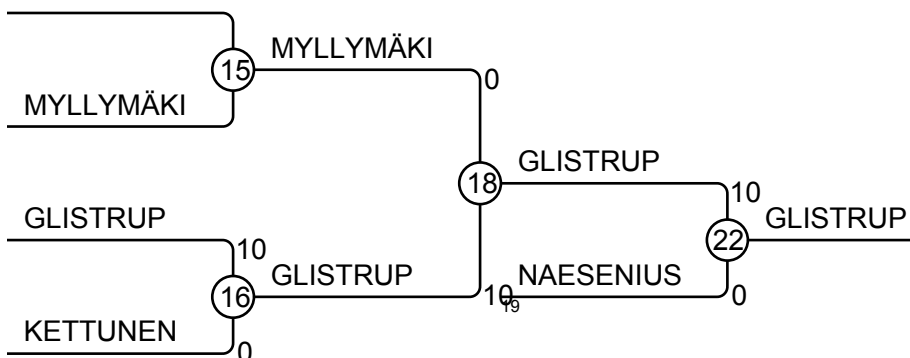 MYLLYMÄKI
15
0
MYLLYMÄKI
GLISTRUP
18
10
GLISTRUP
GLISTRUP
10
22
GLISTRUP
NAESENIUS
16
10
19
0
KETTUNEN
0